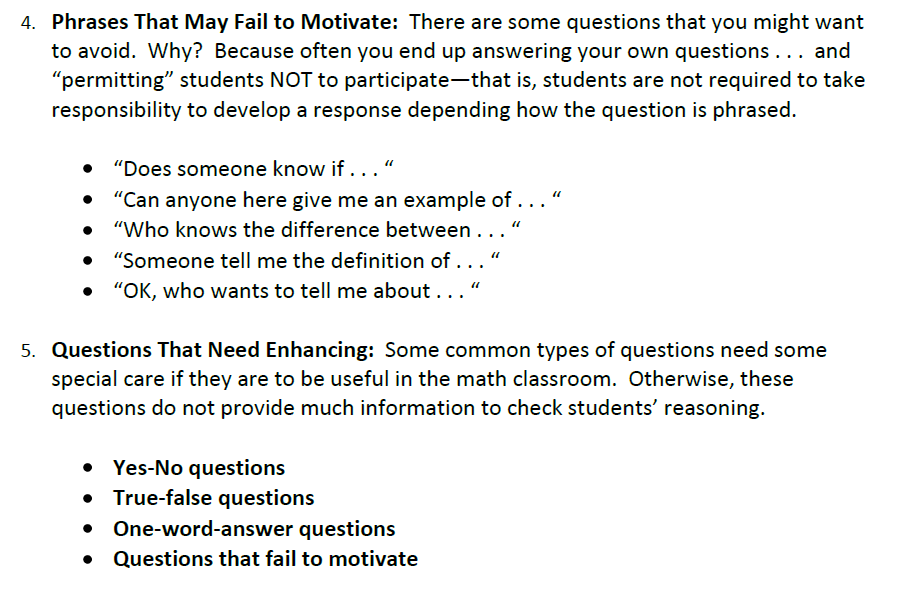 4. Phrases That May Fail to Motivate: There are some questions that you might want
to avoid. Why? Because often you end up answering your own questions . . . and
“permitting” students NOT to participate—that is, students are not required to take
responsibility to develop a response depending how the question is phrased.
• “Does someone know if . . . “
• “Can anyone here give me an example of . . . “
• “Who knows the difference between . . . “
• “Someone tell me the definition of . . . “
• “OK, who wants to tell me about . . . “
5. Questions That Need Enhancing: Some common types of questions need some
special care if they are to be useful in the math classroom. Otherwise, these
questions do not provide much information to check students’ reasoning.
• Yes-No questions
• True-false questions
• One-word-answer questions
• Questions that fail to motivate